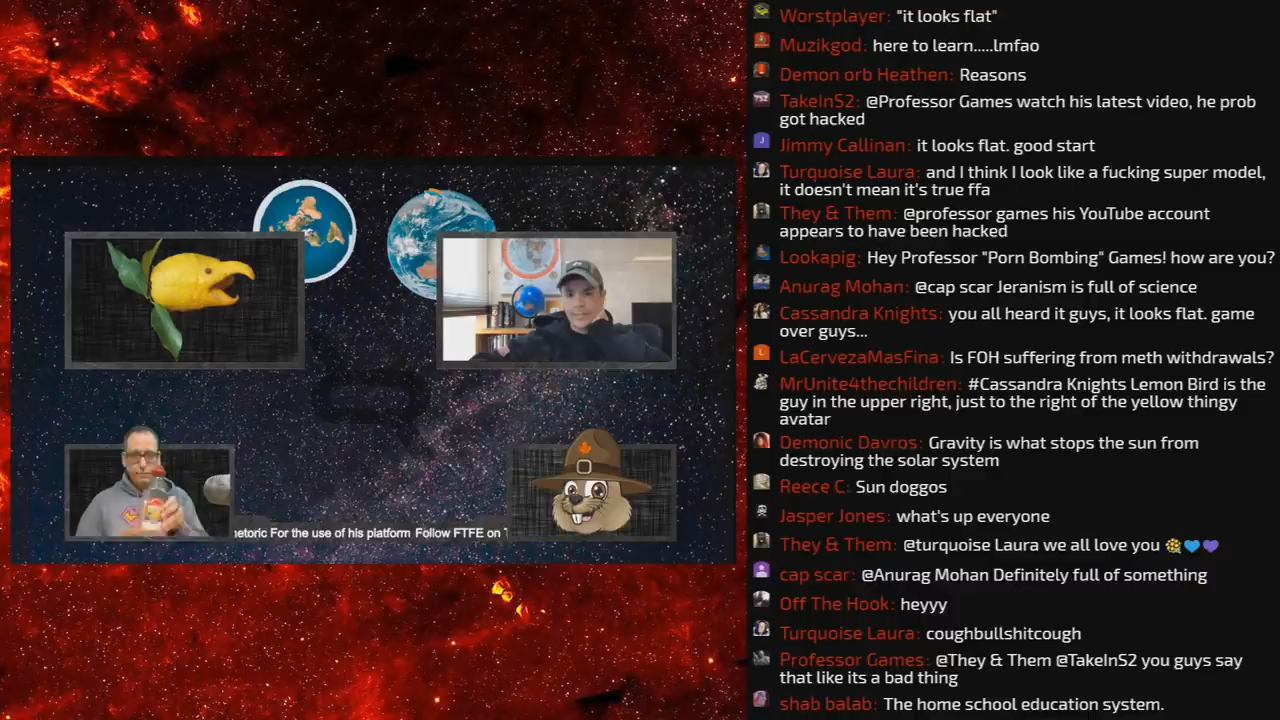 Worstplayer: "it looks flat"
Muzikgod: here to learn.....lmfao
Demon orb Heathen: Reasons
TakeInS2: @Professor Games watch his latest video, he prob
got hacked
Jimmy Callinan: it looks flat. good start
Turquoise Laura: and I think I look like a fucking super model,
it doesn't mean it's true ffa
They & Them: @professor games his YouTube account
appears to have been hacked
Lookapig: Hey Professor "Porn Bombing" Games! how are you?
Anurag Mohan: @cap scar Jeranism is full of science
Cassandra Knights: you all heard it guys, it looks flat. game
over guys...
LaCervezaMasFina: Is FOH suffering from meth withdrawals?
MrUnite4thechildren: #Cassandra Knights Lemon Bird is the
guy in the upper right, just to the right of the yellow thingy
avatar
Demonic Davros: Gravity is what stops the sun from
destroying the solar system
Reece C: Sun doggos
Jasper Jones: what's up everyone
They & Them: @turquoise Laura we all love you
cap scar: @Anurag Mohan Definitely full of something
Off The Hook: heyyy
Turquoise Laura: coughbullshitcough
Professor Games: @They & Them @TakeInS2 you guys say
that like its a bad thing
shab balab: The home school education system.
etoric For the use of his platform Follow FTFE on